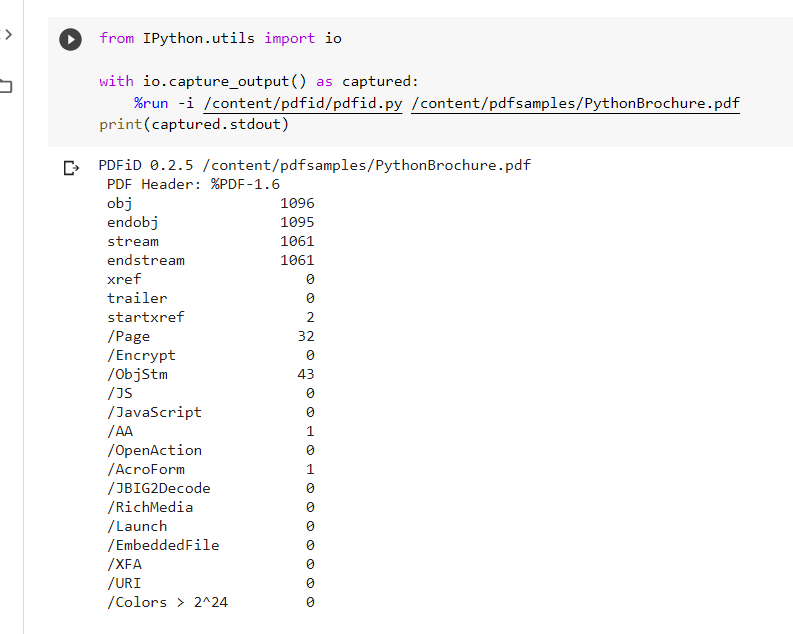 from IPython.utils import io
with io.capture_output() as captured:
%run -i /content/pdfid/pdfid.py /content/pdfsamples/PythonBrochure.pdf
print(captured.stdout)
PDFiD 0.2.5 /content/pdfsamples/PythonBrochure.pdf
PDF Header: %PDF-1.6
obj 1096
endobj 1095
stream 1061
endstream 1061
xref 0
trailer 0
startxref 2
/Page 32
/Encrypt 0
/ObjStm 43
/JS 0
/JavaScript 0
/AA 1
/OpenAction 0
/AcroForm 1
/JBIG2Decode 0
/RichMedia 0
/Launch 0
/EmbeddedFile 0
/XFA 0
/URI 0
/Colors > 2^24 0